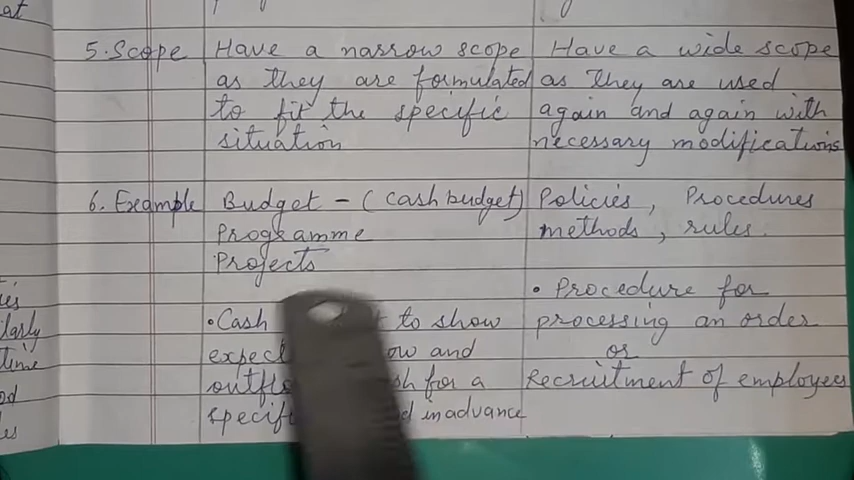 at
5. Scope Have a narrow scope Have a wide scope
as they are formulated as they are used
to fit the specific again and again with
situation necessary modifications
6. Example Budget - (cash budget) Policies, Procedures
Programme methods, rules.
Projects
• Procedure for
• Cash to show processing an order
and or
for a Recruitment of employees
in advance